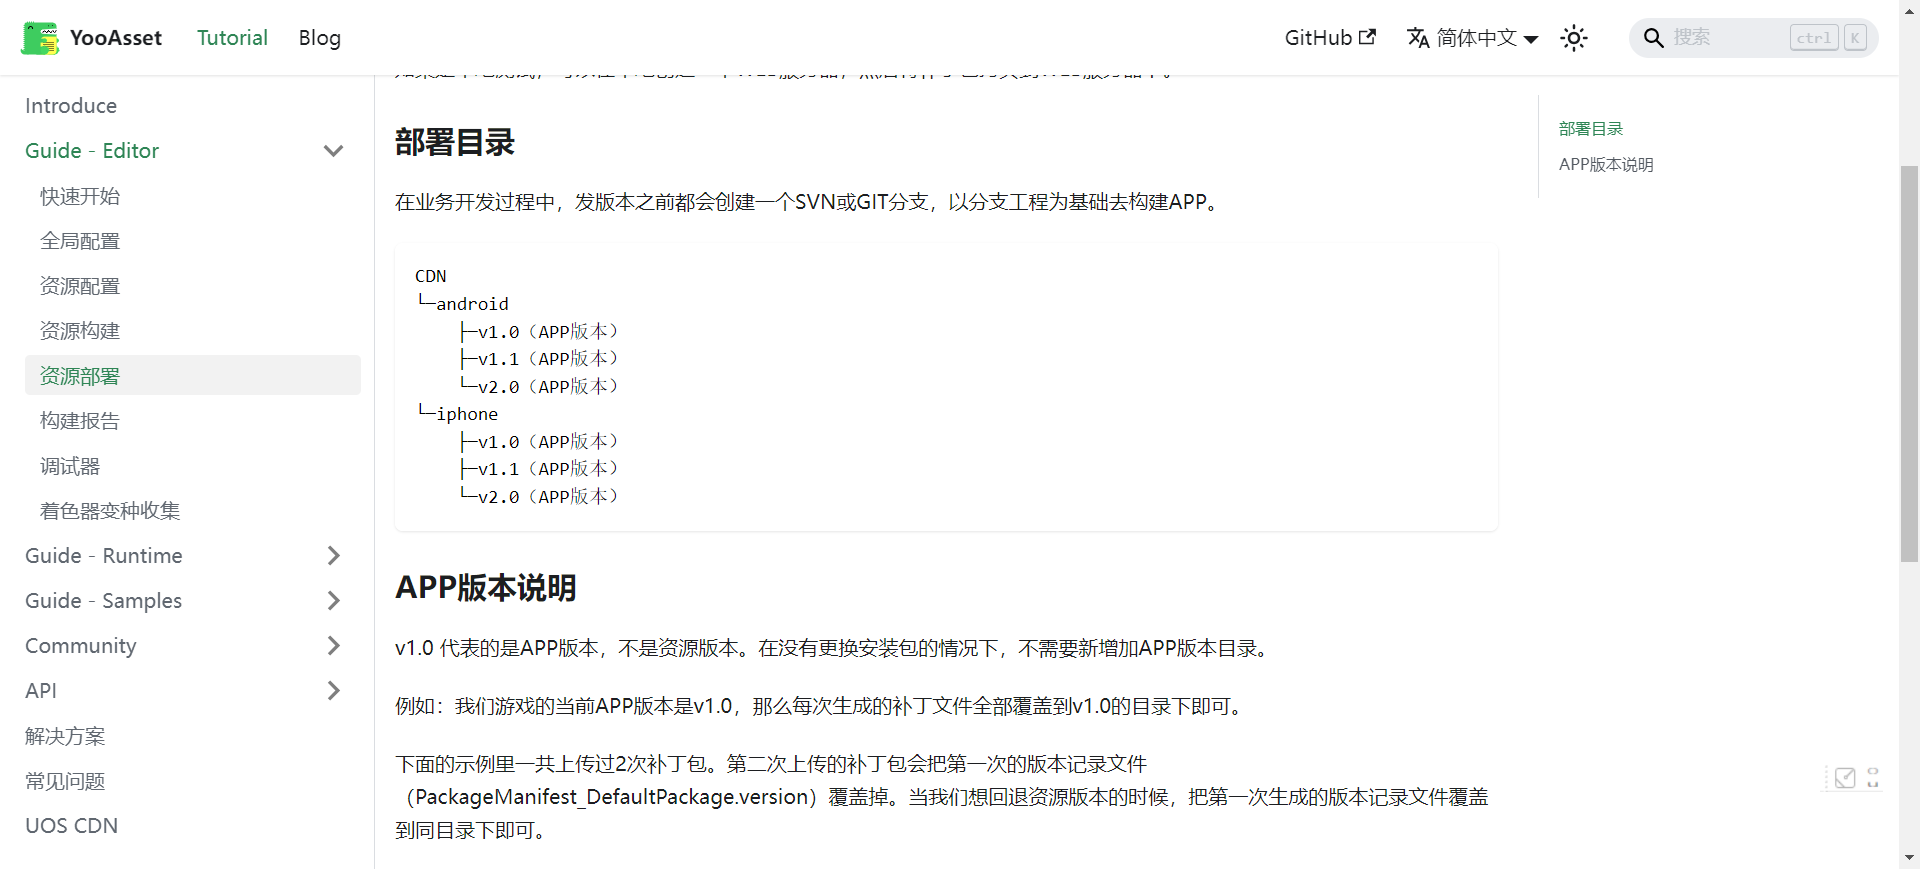 YooAsset
Tutorial
Blog
GitHub
简体中文
搜索
ctrl
K
Introduce
Guide - Editor
快速开始
全局配置
资源配置
资源构建
资源部署
构建报告
调试器
着色器变种收集
Guide - Runtime
Guide - Samples
Community
API
解决方案
常见问题
UOS CDN
部署目录
在业务开发过程中，发版本之前都会创建一个SVN或GIT分支，以分支工程为基础去构建APP。
CDN
└─android
    ├─v1.0（APP版本）
    ├─v1.1（APP版本）
    └─v2.0（APP版本）
└─iphone
    ├─v1.0（APP版本）
    ├─v1.1（APP版本）
    └─v2.0（APP版本）
APP版本说明
v1.0 代表的是APP版本，不是资源版本。在没有更换安装包的情况下，不需要新增加APP版本目录。
例如：我们游戏的当前APP版本是v1.0，那么每次生成的补丁文件全部覆盖到v1.0的目录下即可。
下面的示例里一共上传过2次补丁包。第二次上传的补丁包会把第一次的版本记录文件
（PackageManifest_DefaultPackage.version）覆盖掉。当我们想回退资源版本的时候，把第一次生成的版本记录文件覆盖
到同目录下即可。
部署目录
APP版本说明